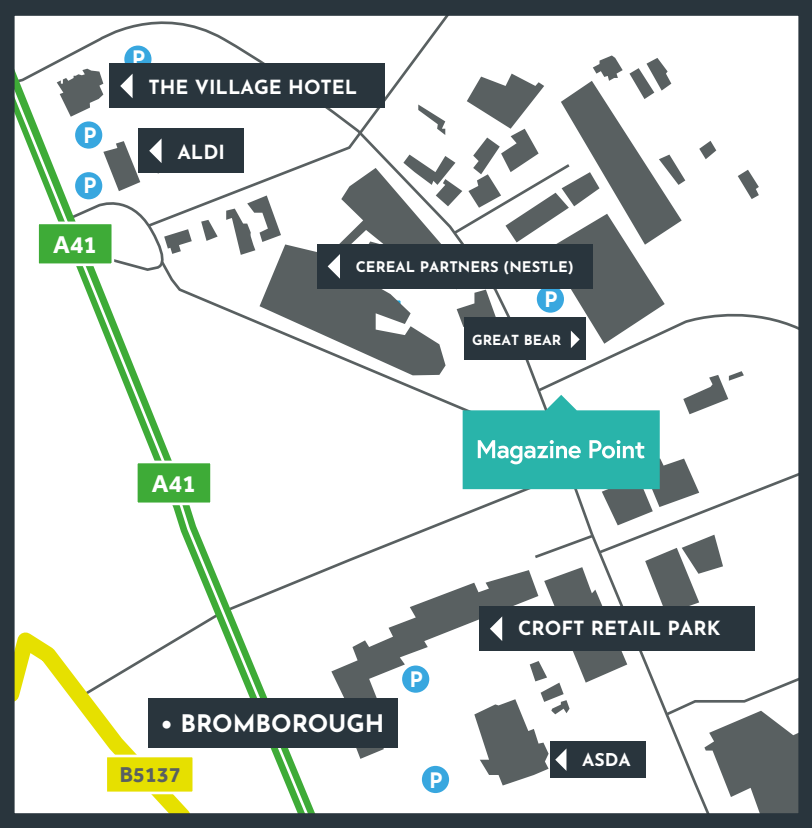 P
THE VILLAGE HOTEL
P
ALDI
P
A41
CEREAL PARTNERS (NESTLE)
P
GREAT BEAR
Magazine Point
A41
CROFT RETAIL PARK
P
• BROMBOROUGH
ASDA
B5137
P